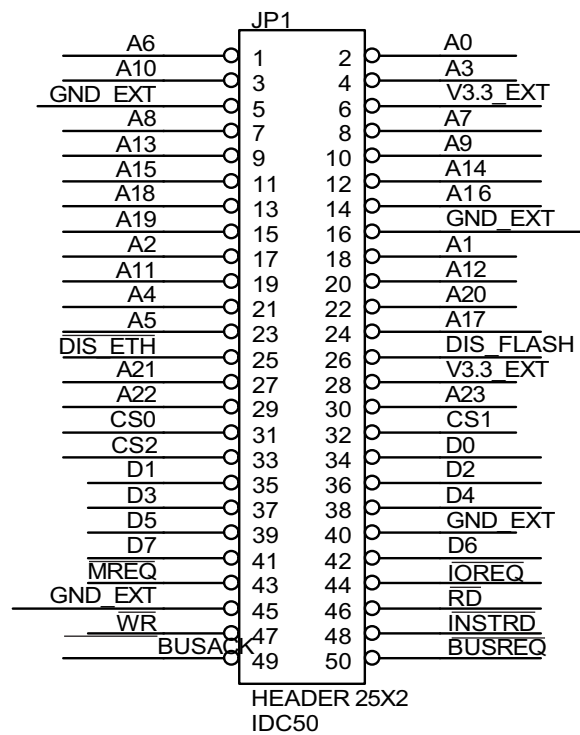 JP1
A6 1 2 A0
A10 3 4 A3
GND_EXT 5 6 V3.3_EXT
A8 7 8 A7
A13 9 10 A9
A15 11 12 A14
A18 13 14 A16
A19 15 16 GND_EXT
A2 17 18 A1
A11 19 20 A12
A4 21 22 A20
A5 23 24 A17
DIS_ETH 25 26 DIS_FLASH
A21 27 28 V3.3_EXT
A22 29 30 A23
CS0 31 32 CS1
CS2 33 34 D0
D1 35 36 D2
D3 37 38 D4
D5 39 40 GND_EXT
D7 41 42 D6
MREQ 43 44 IOREQ
GND_EXT 45 46 RD
WR 47 48 INSTRD
BUSACK 49 50 BUSREQ
HEADER 25X2
IDC50